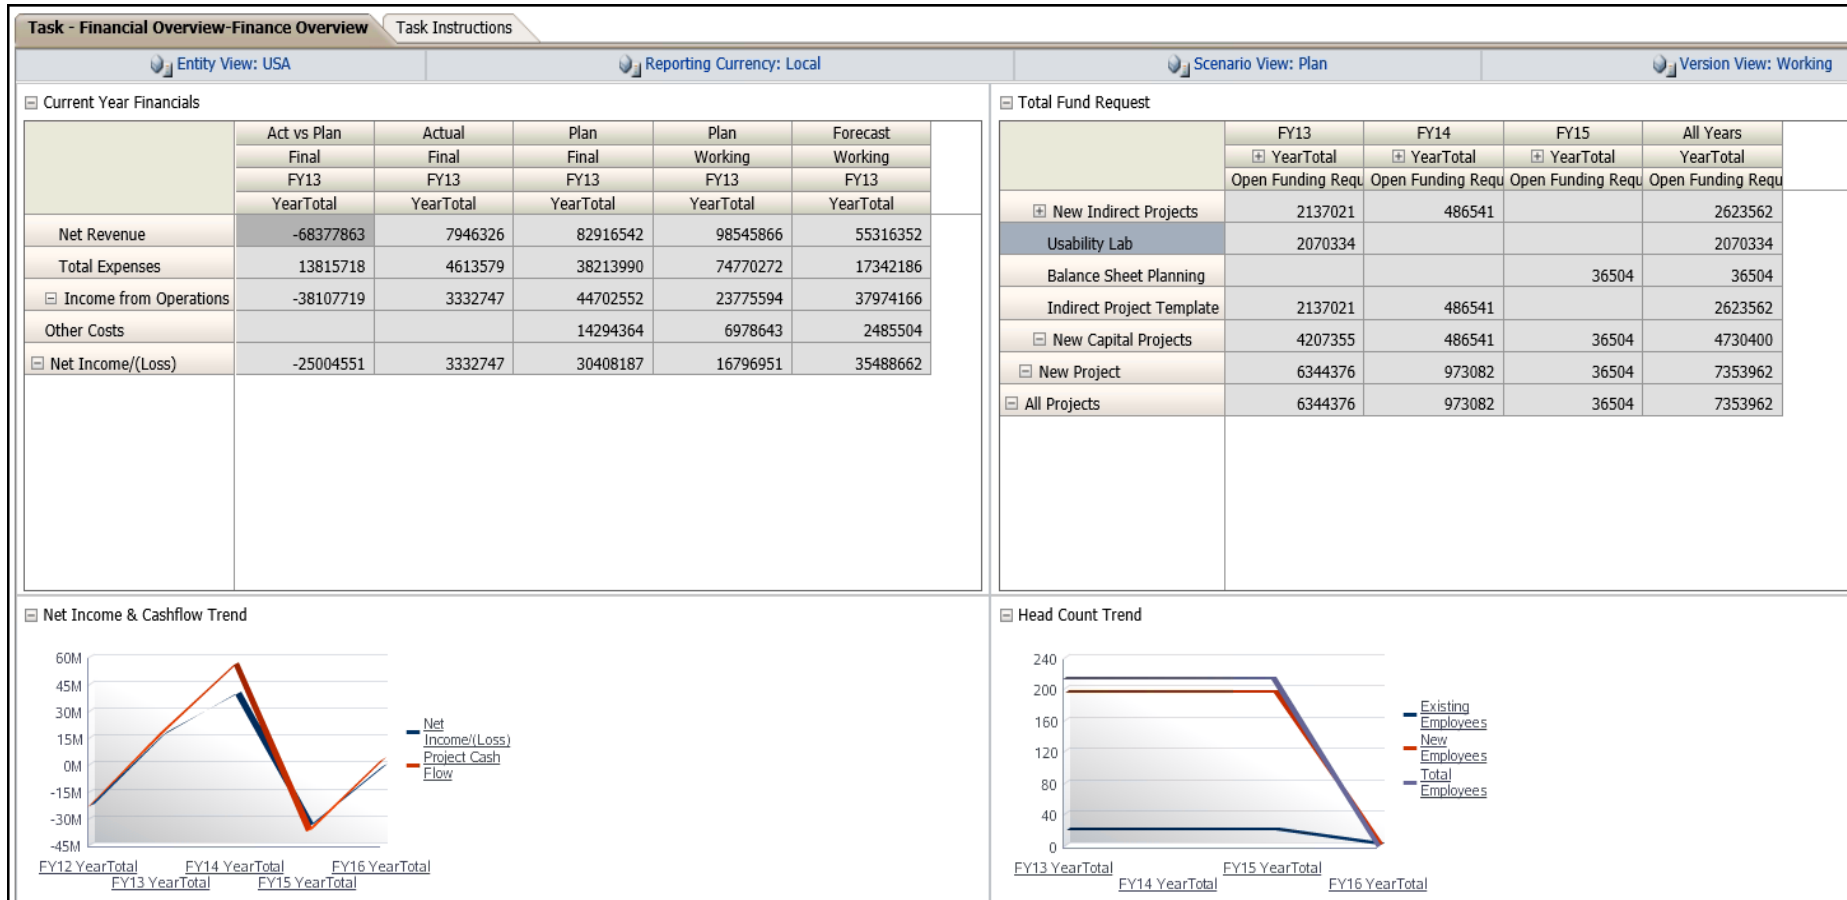 Task - Financial Overview-Finance Overview Task Instructions
Entity View: USA Reporting Currency: Local Scenario View: Plan Version View: Working
Current Year Financials
Act vs Plan Actual Plan Plan Forecast
Final Final Final Working Working
FY13 FY13 FY13 FY13 FY13
YearTotal YearTotal YearTotal YearTotal YearTotal
Net Revenue -68377863 7946326 82916542 98545866 55316352
Total Expenses 13815718 4613579 38213990 74770272 17342186
Income from Operations -38107719 3332747 44702552 23775594 37974166
Other Costs 14294364 6978643 2485504
Net Income/(Loss) -25004551 3332747 30408187 16796951 35488662
Total Fund Request
FY13 FY14 FY15 All Years
YearTotal YearTotal YearTotal YearTotal
Open Funding Requ Open Funding Requ Open Funding Requ Open Funding Requ
New Indirect Projects 2137021 486541 2623562
Usability Lab 2070334 2070334
Balance Sheet Planning 36504 36504
Indirect Project Template 2137021 486541 2623562
New Capital Projects 4207355 486541 36504 4730400
New Project 6344376 973082 36504 7353962
All Projects 6344376 973082 36504 7353962
Net Income & Cashflow Trend
60M
45M
30M
15M
0M
-15M
-30M
-45M
FY12 YearTotal FY14 YearTotal FY16 YearTotal
FY13 YearTotal FY15 YearTotal
Net
Income/(Loss)
Project Cash
Flow
Head Count Trend
240
200
160
120
80
40
0
FY13 YearTotal FY15 YearTotal
FY14 YearTotal FY16 YearTotal
Existing
Employees
New
Employees
Total
Employees